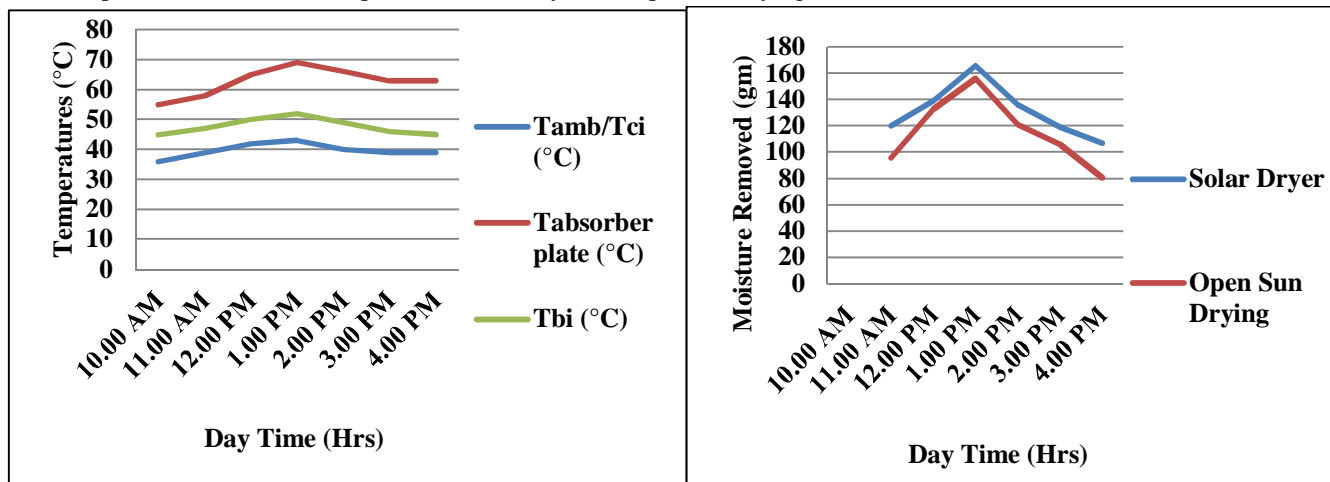 Temperatures (°C)
80
70
60
50
40
30
20
10
0
10.00 AM
11.00 AM
12.00 PM
1.00 PM
2.00 PM
3.00 PM
4.00 PM
Day Time (Hrs)
Tamb/Tci
(°C)
Tabsorber
plate (°C)
Tbi (°C)
Moisture Removed (gm)
180
160
140
120
100
80
60
40
20
0
10.00 AM
11.00 AM
12.00 PM
1.00 PM
2.00 PM
3.00 PM
4.00 PM
Day Time (Hrs)
Solar Dryer
Open Sun
Drying